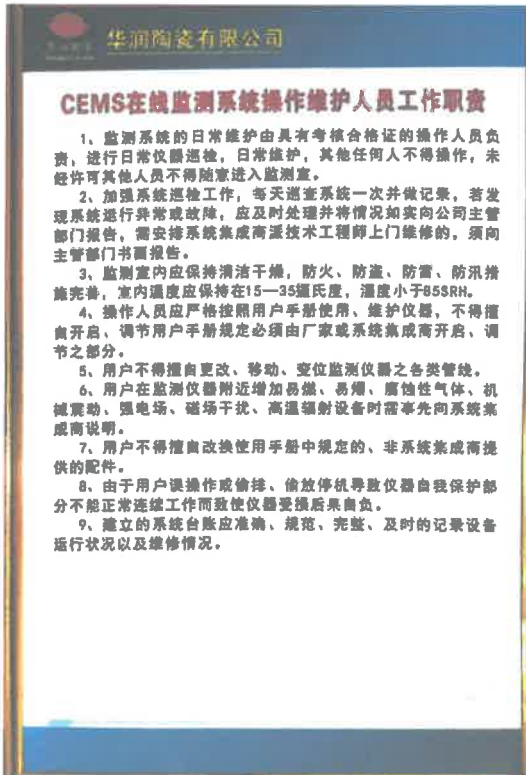 华润陶瓷有限公司
CEMS在线监测系统操作维护人员工作职责
1、监测系统的日常维护由具有考核合格证的操作人员负
责，进行日常仪器巡检，日常维护，其他任何人不得操作，未
经许可其他人员不得随意进入监测室。
2、加强系统巡检工作，每天巡查系统一次并做记录，若发
现系统运行异常或故障，应及时处理并将情况如实向公司主管
部门报告，需安排系统集成商派技术工程师上门维修的，须向
主管部门书面报告。
3、监测室内应保持清洁干燥，防火、防盗、防雷、防汛措
施完善，室内温度应保持在15—35摄氏度，湿度小于85SRH。
4、操作人员应严格按照用户手册使用、维护仪器，不得擅
自开启、调节用户手册规定必须由厂家或系统集成商开启、调
节之部分。
5、用户不得擅自更改、移动、变位监测仪器之各类管线。
6、用户在监测仪器附近增加易燃、易爆、腐蚀性气体、机
械震动、强电场、磁场干扰、高温辐射设备时需事先向系统集
成商说明。
7、用户不得擅自改换使用手册中规定的、非系统集成商提
供的配件。
8、由于用户误操作或偷排、偷放停机导致仪器自我保护部
分不能正常连续工作而致使仪器受损后果自负。
9、建立的系统台账应准确、规范、完整、及时的记录设备
运行状况以及维修情况。